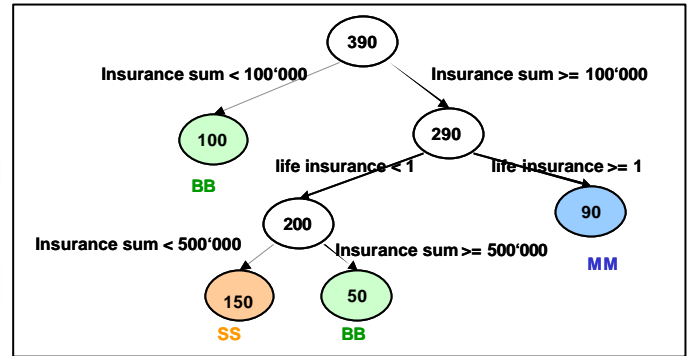 390
Insurance sum < 100'000
Insurance sum >= 100'000
100
290
BB
life insurance < 1
life insurance >= 1
90
200
Insurance sum < 500'000
Insurance sum >= 500'000
MM
150
50
SS
BB